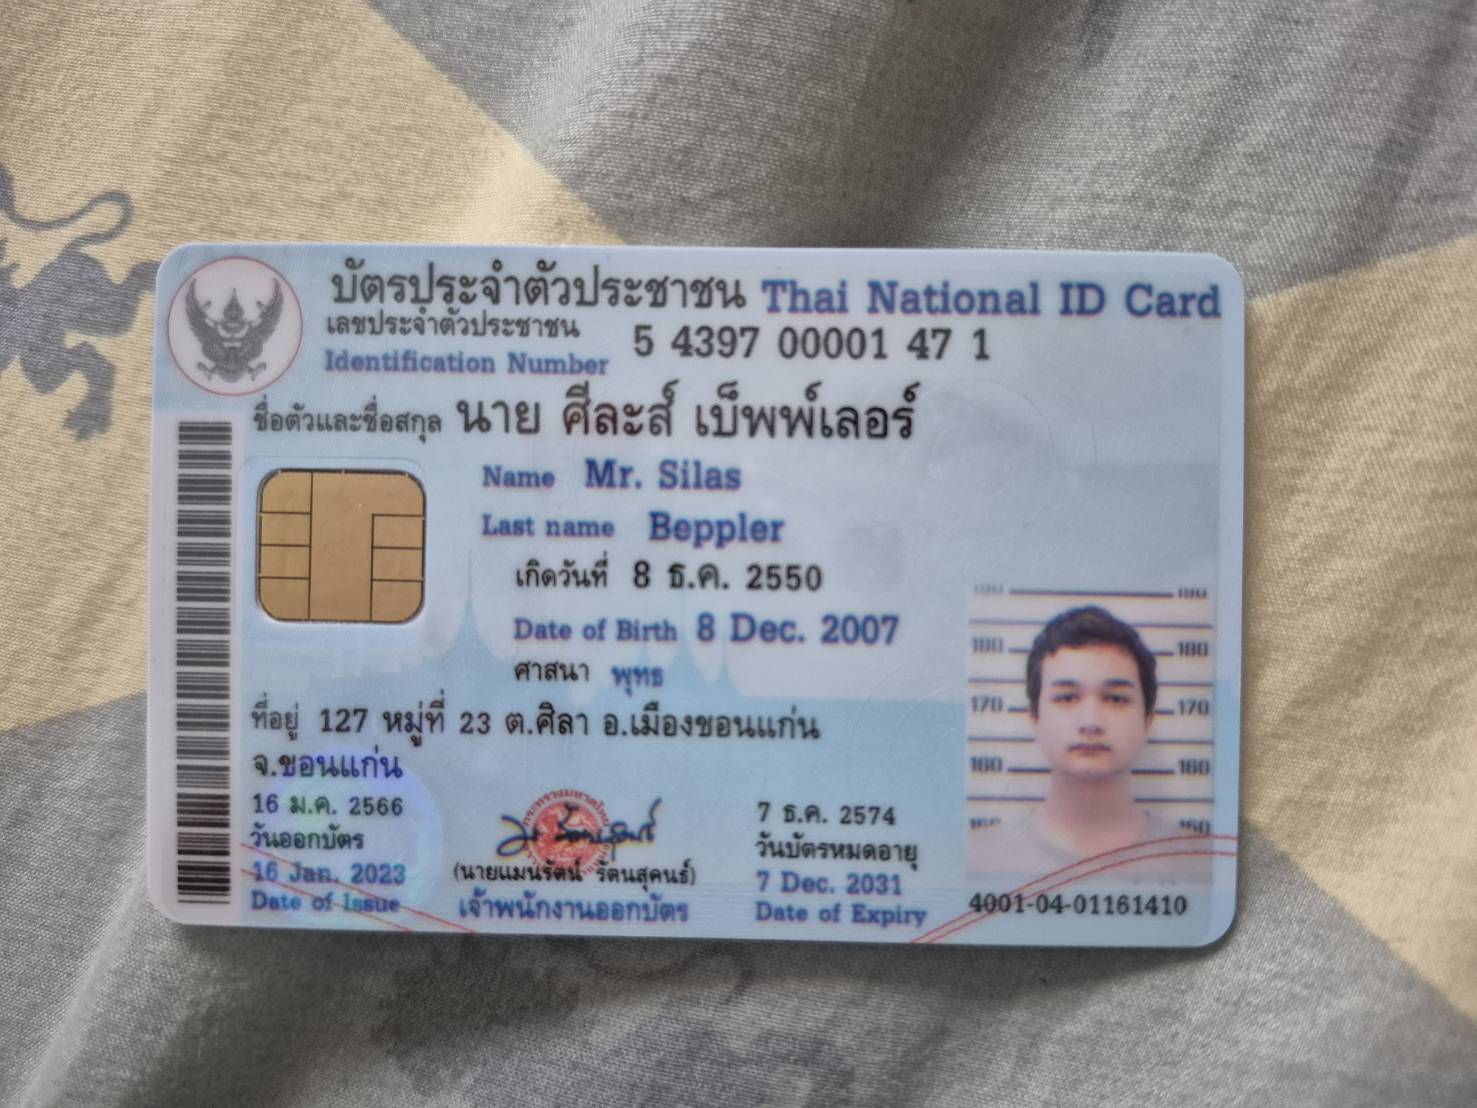 บัตรประจำตัวประชาชน Thai National ID Card
เลขประจำตัวประชาชน
Identification Number 5 4397 00001 47 1
ชื่อตัวและชื่อสกุล นาย ศีละส์ เบ็พพ์เลอร์
Name Mr. Silas
Last name Beppler
เกิดวันที่ 8 ธ.ค. 2550
Date of Birth 8 Dec. 2007
ศาสนา พุทธ
ที่อยู่ 127 หมู่ที่ 23 ต.ศิลา อ.เมืองขอนแก่น
จ.ขอนแก่น
16 ม.ค. 2566
วันออกบัตร
16 Jan. 2023
Date of Issue
(นายแมนรัตน์ รัตนสุคนธ์)
เจ้าพนักงานออกบัตร
7 ธ.ค. 2574
วันบัตรหมดอายุ
7 Dec. 2031
Date of Expiry
180 180
170 170
160 160
150
4001-04-01161410